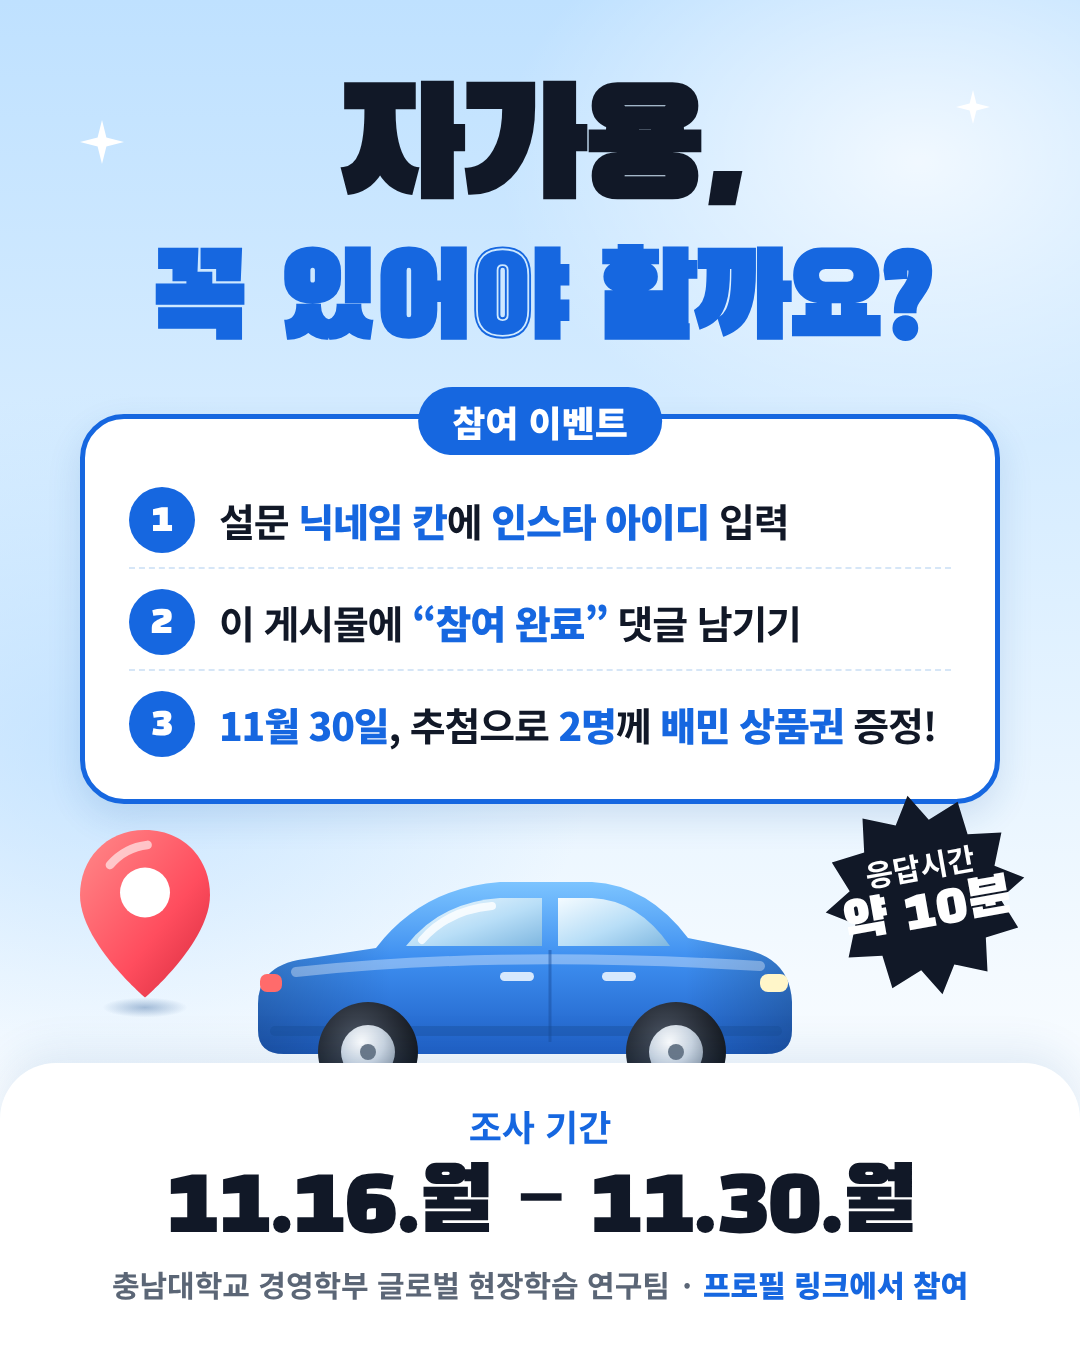 자가용,
꼭 있어야 할까요?
참여 이벤트
1 설문 닉네임 칸에 인스타 아이디 입력
2 이 게시물에 “참여 완료” 댓글 남기기
3 11월 30일, 추첨으로 2명께 배민 상품권 증정!
응답시간
약 10분
조사 기간
11.16.월 – 11.30.월
충남대학교 경영학부 글로벌 현장학습 연구팀 · 프로필 링크에서 참여